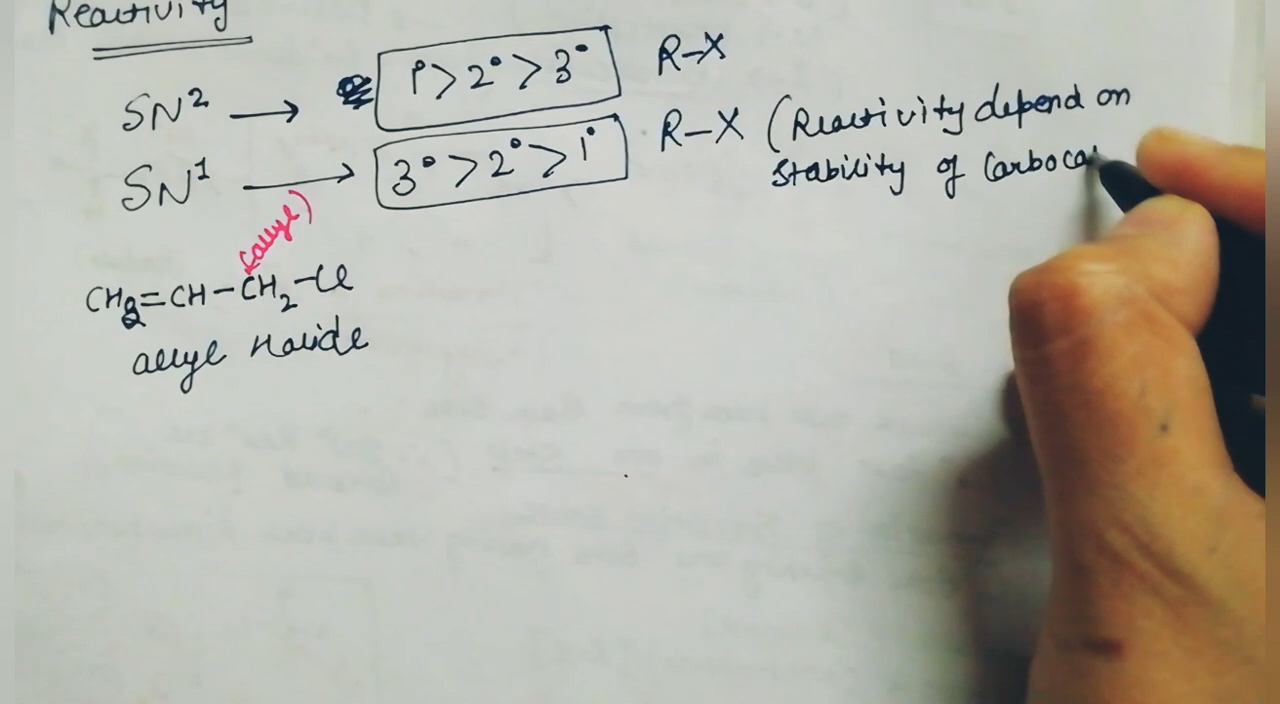 Reactivity
SN² → 1° > 2° > 3° R-X
SN¹ → 3° > 2° > 1° R-X (Reactivity depend on
stability of Carboca
(allyl)
CH2=CH-CH2-Cl
allyl Halide